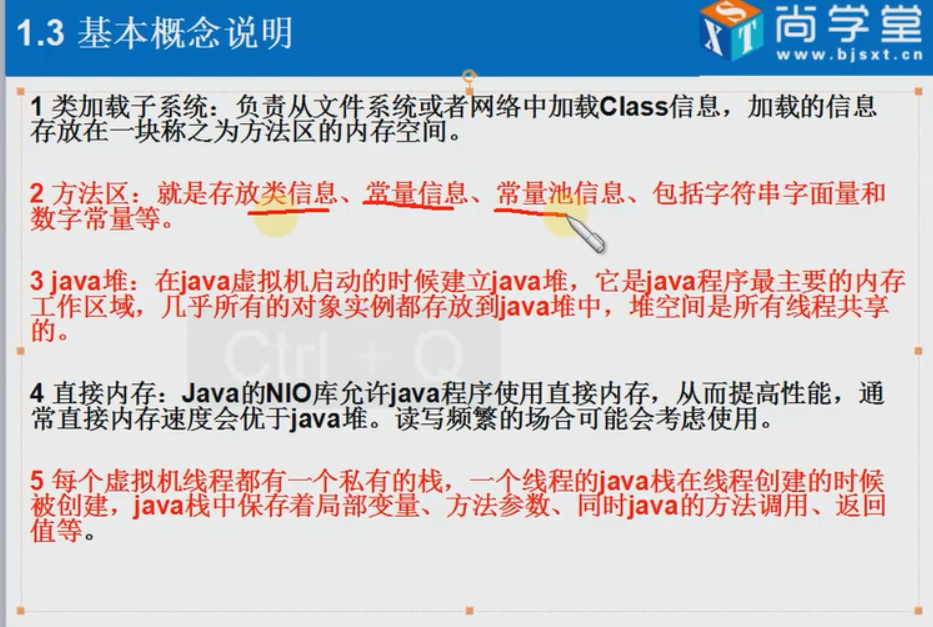 1.3 基本概念说明
尚学堂
SXT
www.bjsxt.cn
1 类加载子系统：负责从文件系统或者网络中加载Class信息，加载的信息
存放在一块称之为方法区的内存空间。
2 方法区：就是存放类信息、常量信息、常量池信息、包括字符串字面量和
数字常量等。
3 java堆：在java虚拟机启动的时候建立java堆，它是java程序最主要的内存
工作区域，几乎所有的对象实例都存放到java堆中，堆空间是所有线程共享
的。
Ctrl + Q
4 直接内存：Java的NIO库允许java程序使用直接内存，从而提高性能，通
常直接内存速度会优于java堆。读写频繁的场合可能会考虑使用。
5 每个虚拟机线程都有一个私有的栈，一个线程的java栈在线程创建的时候
被创建，java栈中保存着局部变量、方法参数、同时java的方法调用、返回
值等。